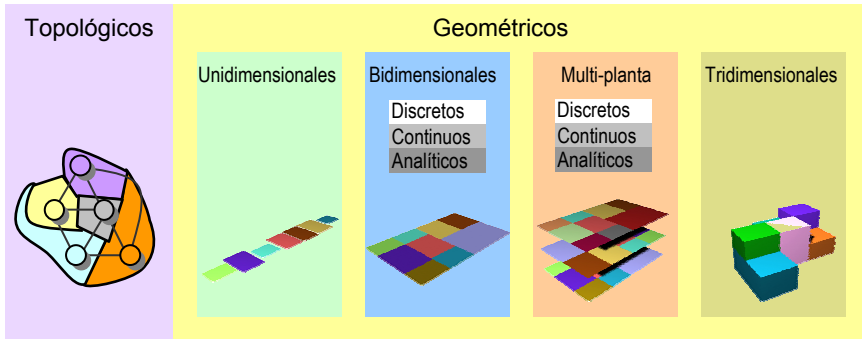 Topológicos
Geométricos
Unidimensionales
Bidimensionales
Discretos
Continuos
Analíticos
Multi-planta
Discretos
Continuos
Analíticos
Tridimensionales